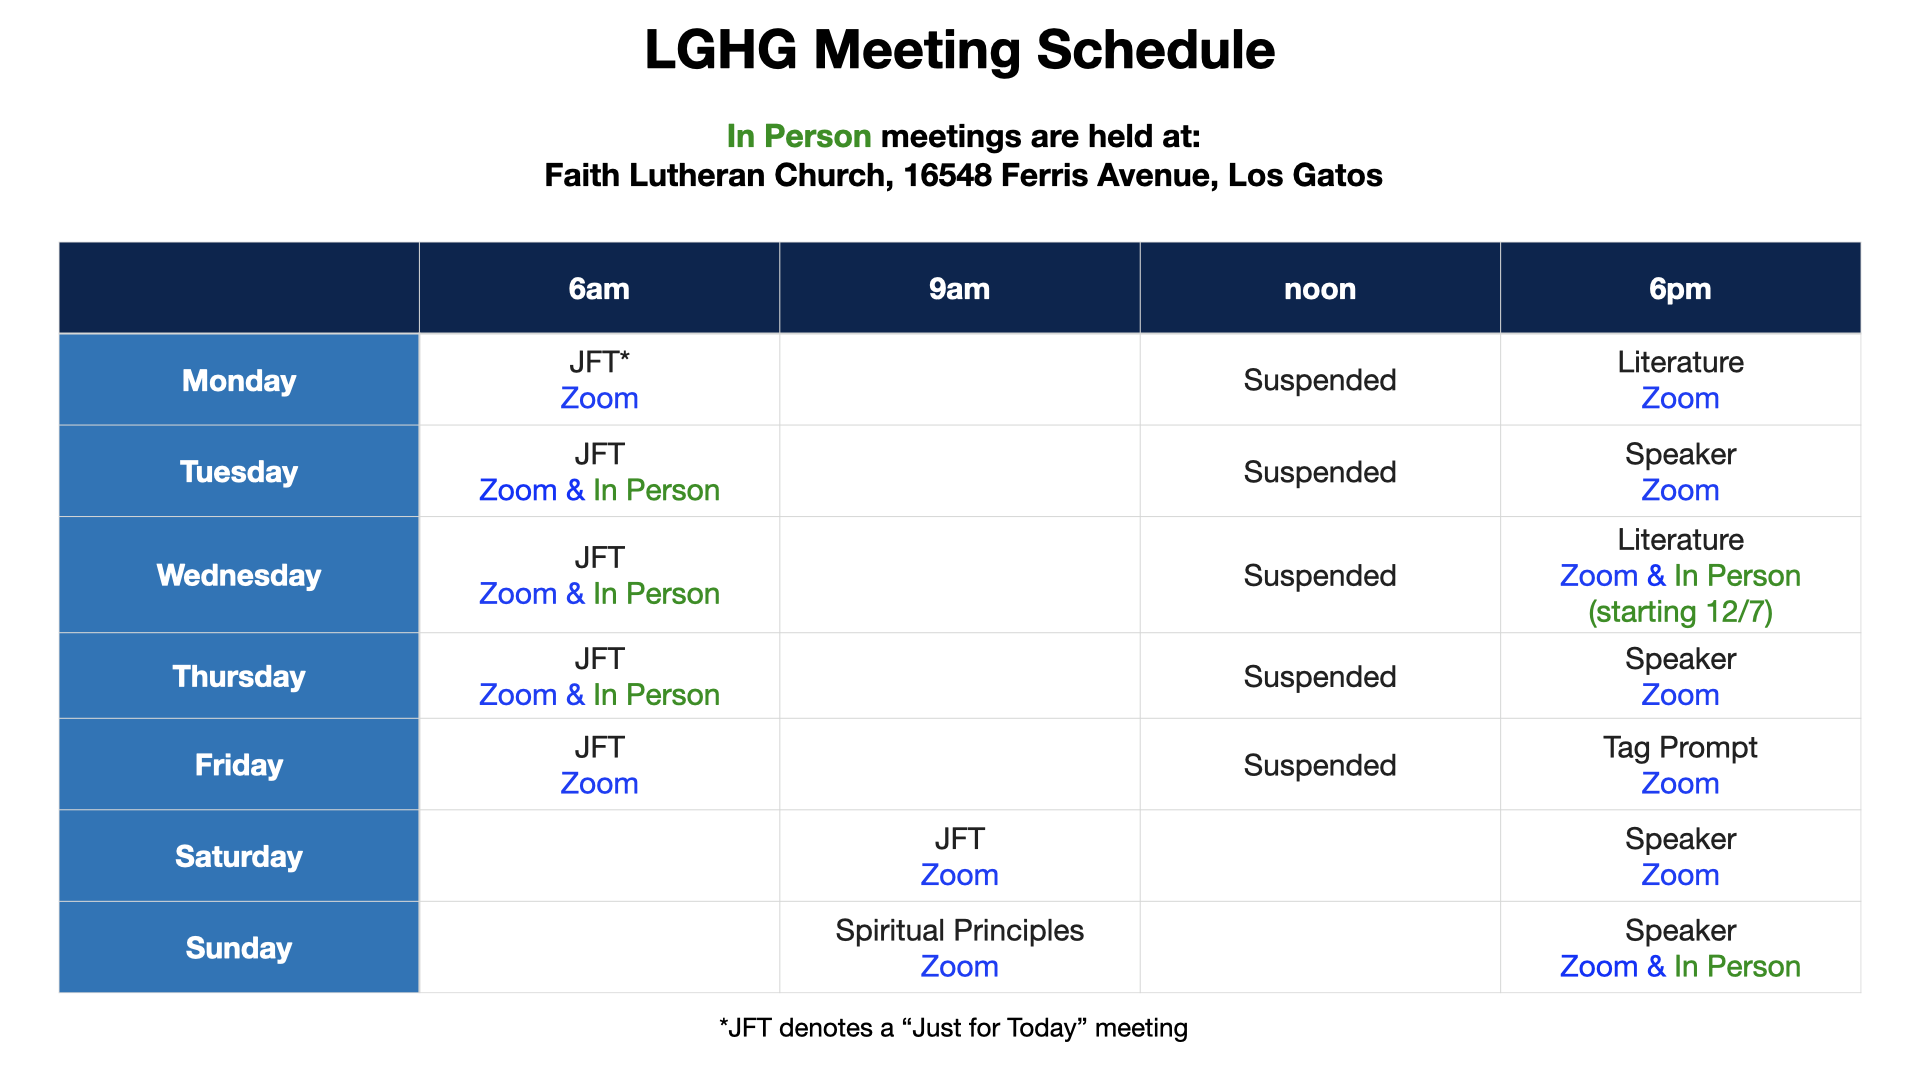 LGHG Meeting Schedule
In Person meetings are held at:
Faith Lutheran Church, 16548 Ferris Avenue, Los Gatos
6am 9am noon 6pm
Monday
JFT*
Zoom
Suspended
Literature
Zoom
Tuesday
JFT
Zoom & In Person
Suspended
Speaker
Zoom
Wednesday
JFT
Zoom & In Person
Suspended
Literature
Zoom & In Person
(starting 12/7)
Thursday
JFT
Zoom & In Person
Suspended
Speaker
Zoom
Friday
JFT
Zoom
Suspended
Tag Prompt
Zoom
Saturday
JFT
Zoom
Speaker
Zoom
Sunday
Spiritual Principles
Zoom
Speaker
Zoom & In Person
*JFT denotes a “Just for Today” meeting